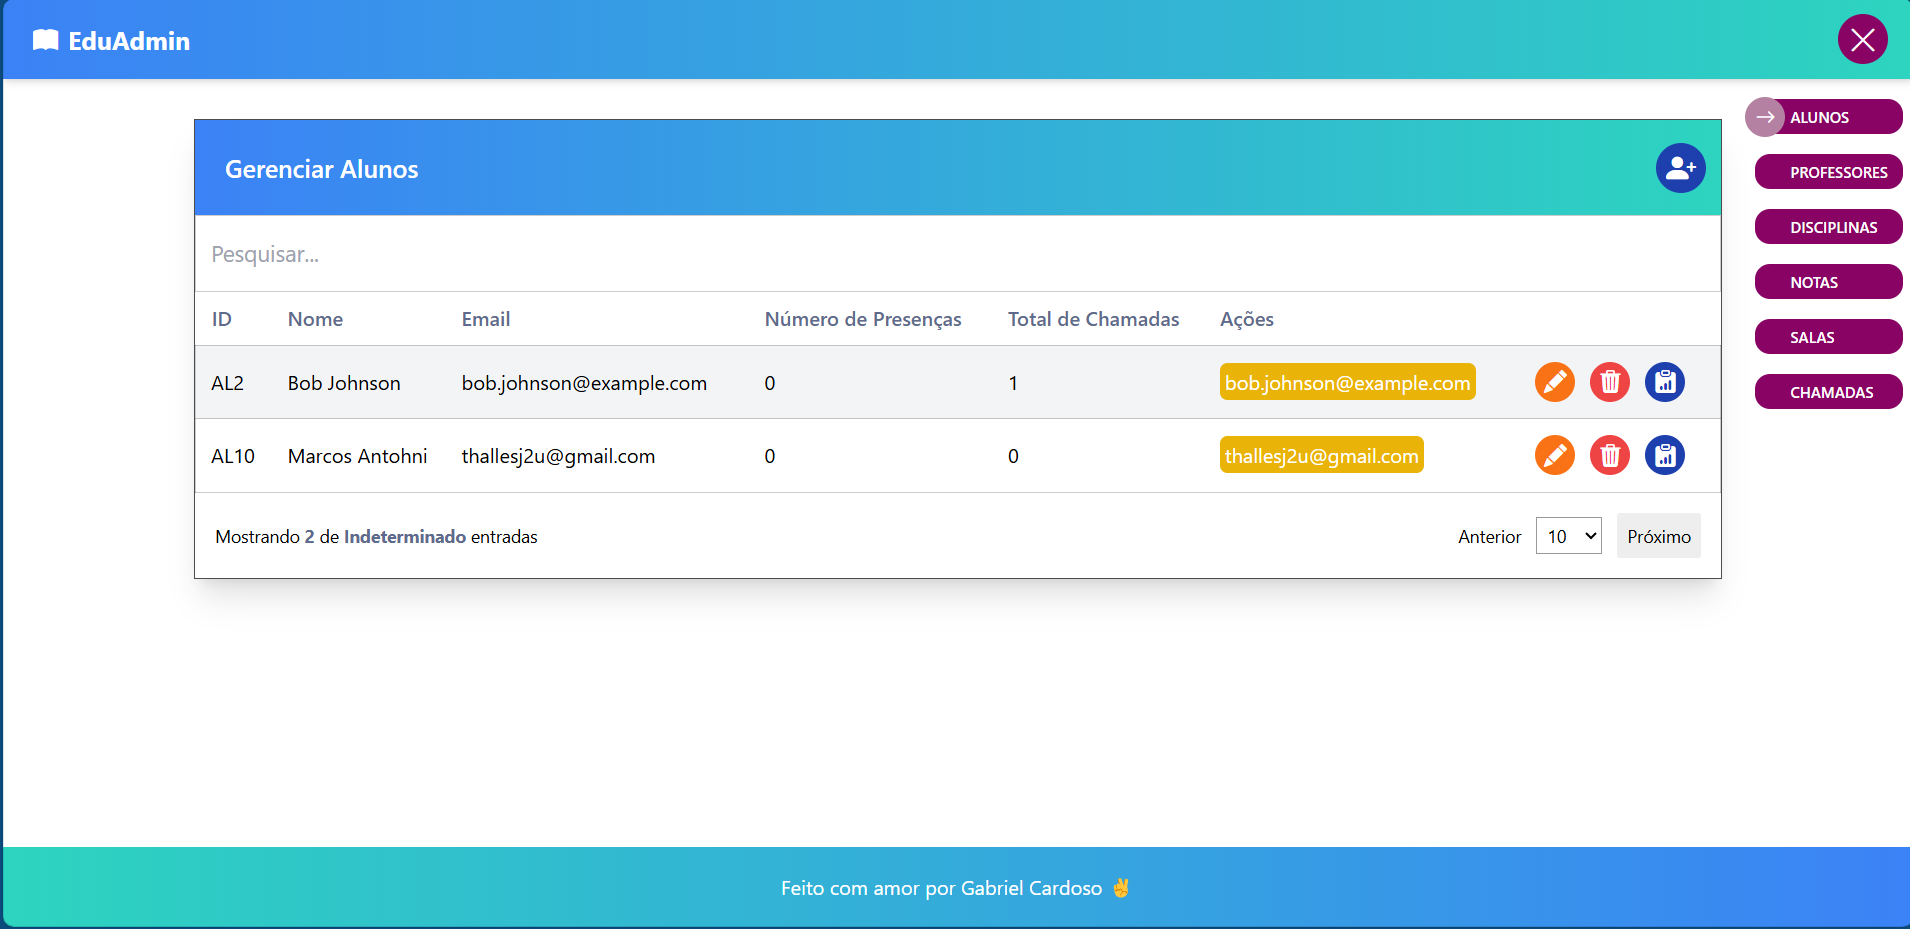 EduAdmin
ALUNOS
PROFESSORES
DISCIPLINAS
NOTAS
SALAS
CHAMADAS
Gerenciar Alunos
Pesquisar...
ID Nome Email Número de Presenças Total de Chamadas Ações
AL2 Bob Johnson bob.johnson@example.com 0 1 bob.johnson@example.com
AL10 Marcos Antohni thallesj2u@gmail.com 0 0 thallesj2u@gmail.com
Mostrando 2 de Indeterminado entradas Anterior 10 Próximo
Feito com amor por Gabriel Cardoso ✌️